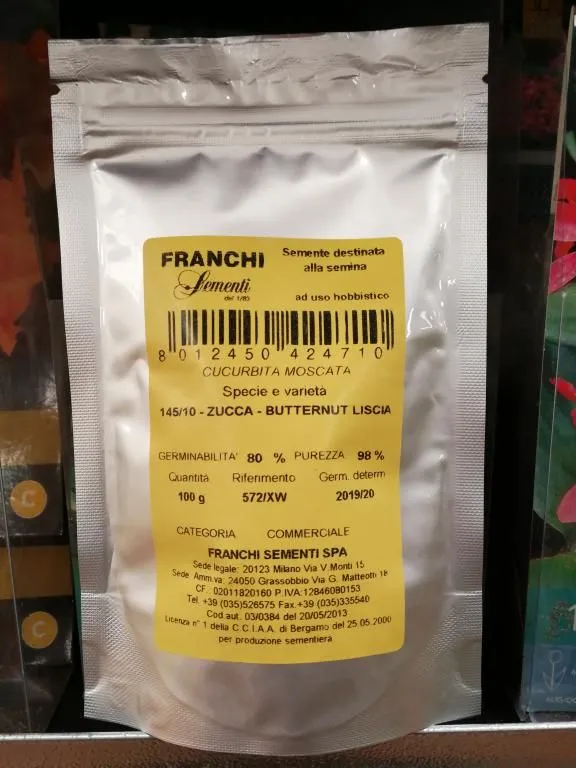 FRANCHI
Sementi
del 1783
Semente destinata
alla semina
ad uso hobbistico
8 012450 424710
CUCURBITA MOSCATA
Specie e varietà
145/10 - ZUCCA - BUTTERNUT LISCIA
GERMINABILITA' 80 % PUREZZA 98 %
Quantità Riferimento Germ. determ
100 g 572/XW 2019/20
CATEGORIA COMMERCIALE
FRANCHI SEMENTI SPA
Sede legale: 20123 Milano Via V.Monti 15
Sede Amm.va: 24050 Grassobbio Via G. Matteotti 18
CF.: 02011820160 P.IVA:12846080153
Tel. +39 (035)526575 Fax.+39 (035)335540
Cod.aut. 03/0384 del 20/05/2013
Licenza n° 1 della C.C.I.A.A. di Bergamo del 25.05.2000
per produzione sementiera
C
C